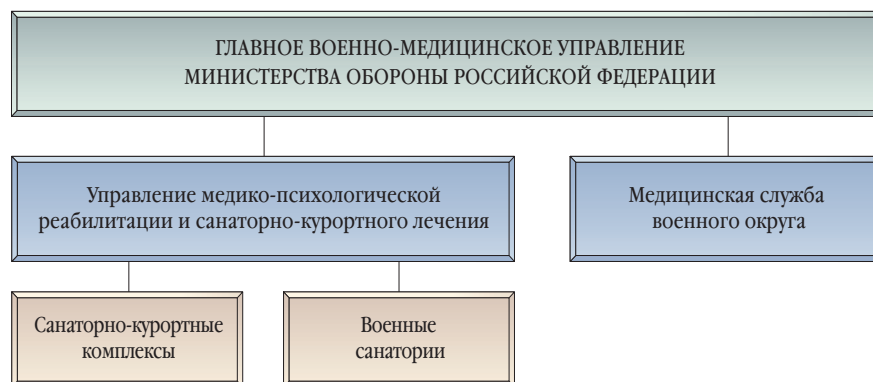 ГЛАВНОЕ ВОЕННО-МЕДИЦИНСКОЕ УПРАВЛЕНИЕ
МИНИСТЕРСТВА ОБОРОНЫ РОССИЙСКОЙ ФЕДЕРАЦИИ
Управление медико-психологической
реабилитации и санаторно-курортного лечения
Медицинская служба
военного округа
Санаторно-курортные
комплексы
Военные
санатории